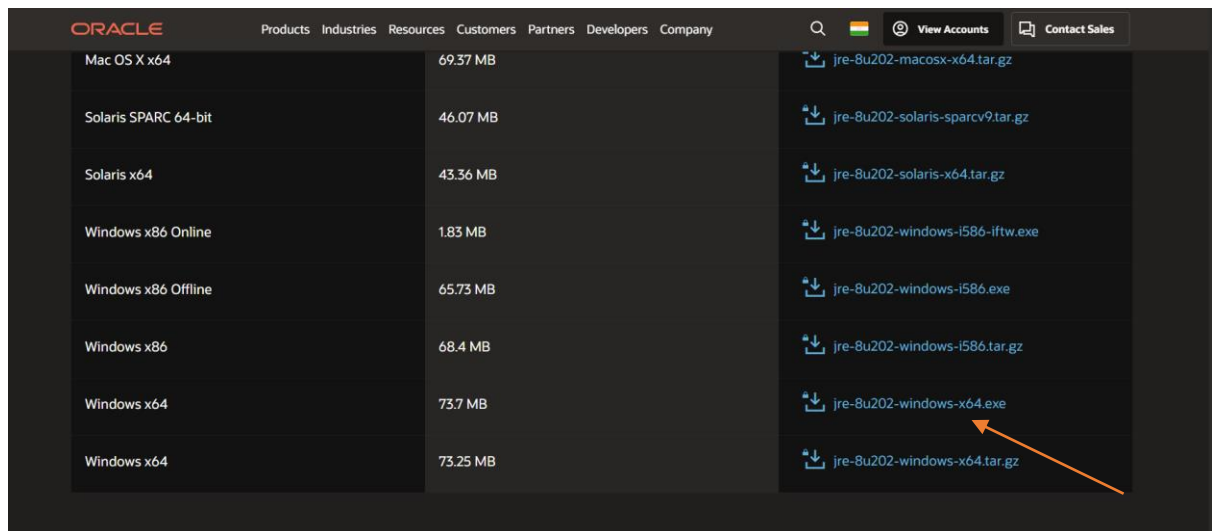 ORACLE Products Industries Resources Customers Partners Developers Company View Accounts Contact Sales
Mac OS X x64 69.37 MB jre-8u202-macosx-x64.tar.gz
Solaris SPARC 64-bit 46.07 MB jre-8u202-solaris-sparcv9.tar.gz
Solaris x64 43.36 MB jre-8u202-solaris-x64.tar.gz
Windows x86 Online 1.83 MB jre-8u202-windows-i586-iftw.exe
Windows x86 Offline 65.73 MB jre-8u202-windows-i586.exe
Windows x86 68.4 MB jre-8u202-windows-i586.tar.gz
Windows x64 73.7 MB jre-8u202-windows-x64.exe
Windows x64 73.25 MB jre-8u202-windows-x64.tar.gz